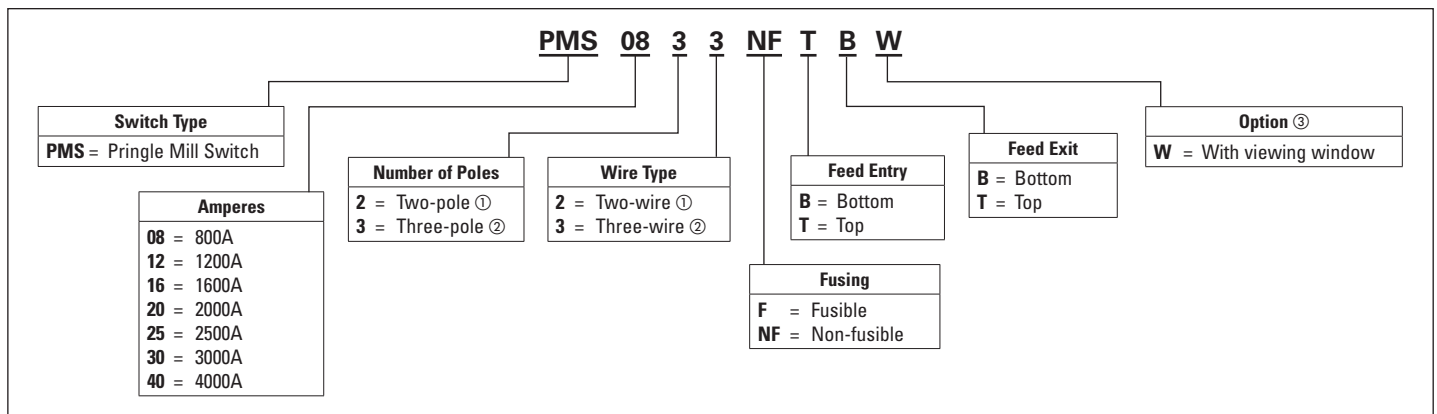 PMS 08 3 3 NF T B W
Switch Type
PMS = Pringle Mill Switch
Amperes
08 = 800A
12 = 1200A
16 = 1600A
20 = 2000A
25 = 2500A
30 = 3000A
40 = 4000A
Number of Poles
2 = Two-pole ①
3 = Three-pole ②
Wire Type
2 = Two-wire ①
3 = Three-wire ②
Fusing
F = Fusible
NF = Non-fusible
Feed Entry
B = Bottom
T = Top
Feed Exit
B = Bottom
T = Top
Option ③
W = With viewing window